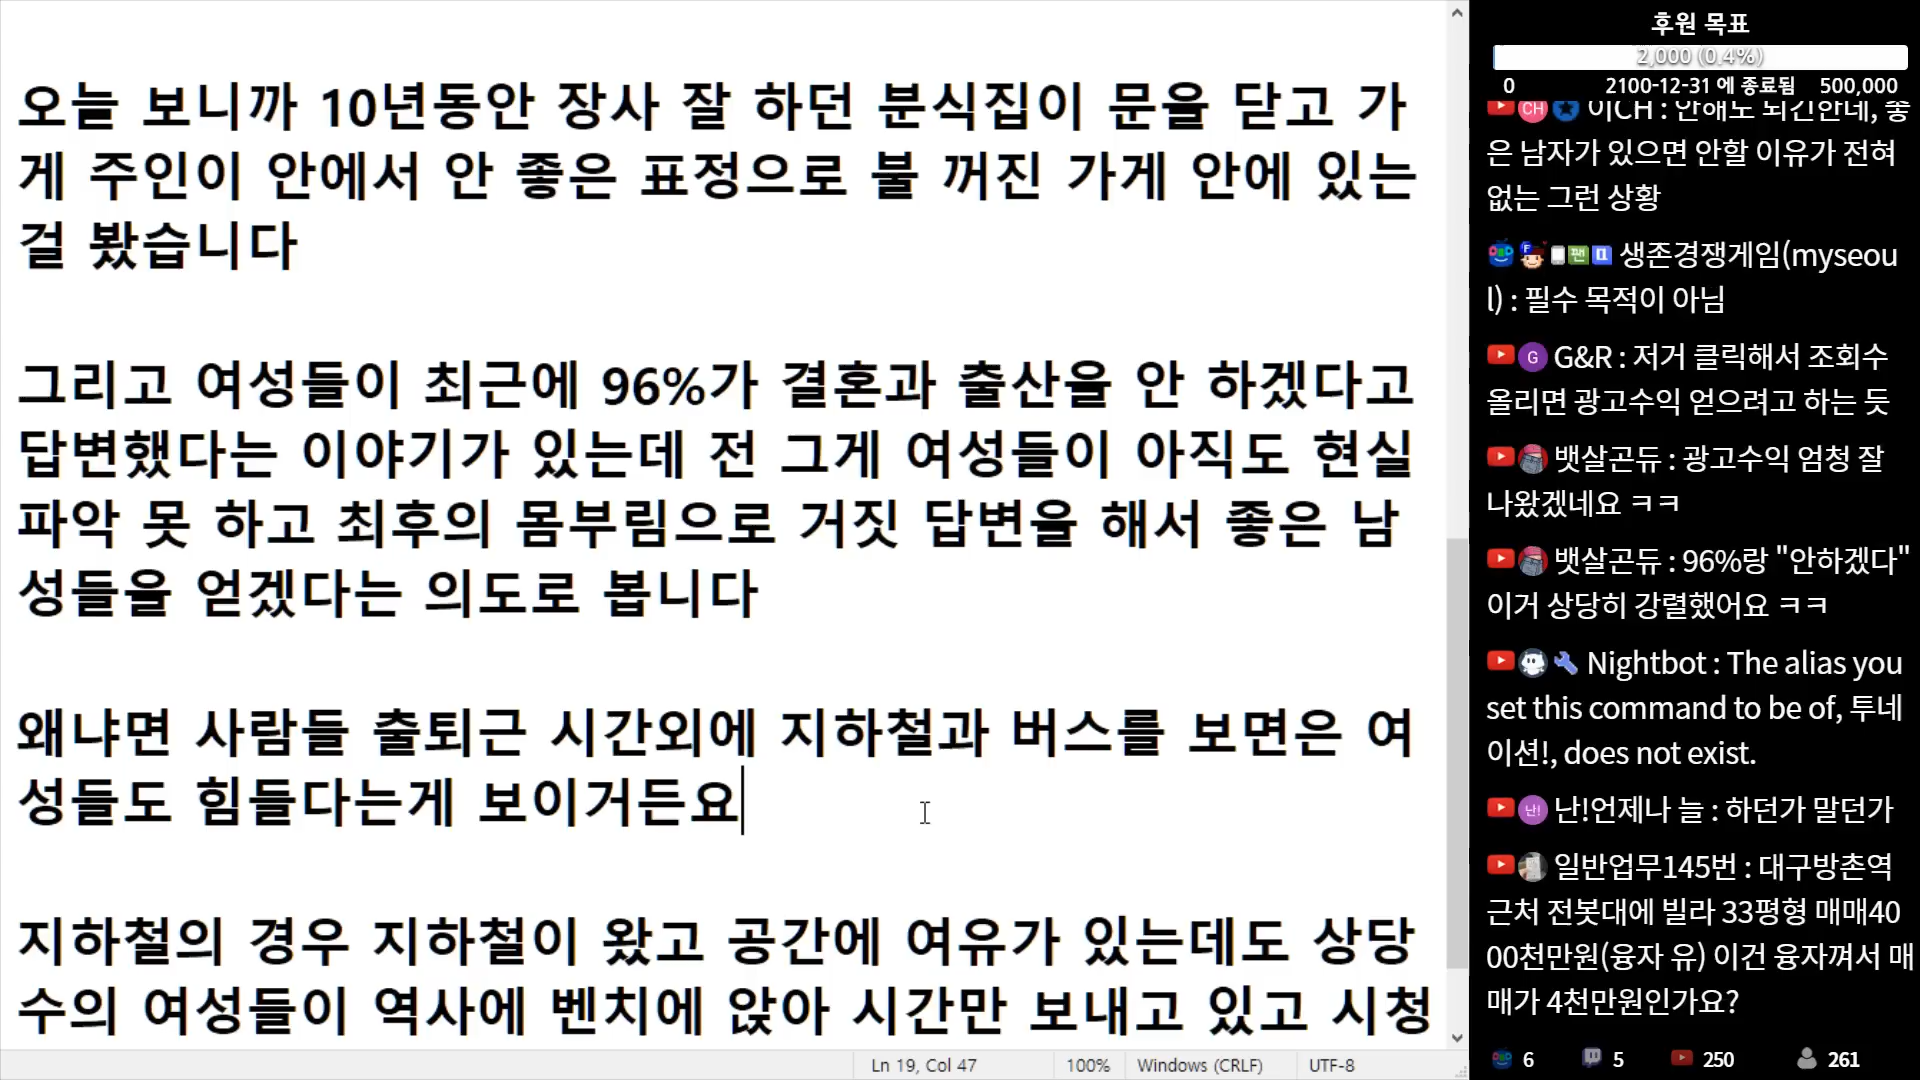 오늘 보니까 10년동안 장사 잘 하던 분식집이 문을 닫고 가
게 주인이 안에서 안 좋은 표정으로 불 꺼진 가게 안에 있는
걸 봤습니다
그리고 여성들이 최근에 96%가 결혼과 출산을 안 하겠다고
답변했다는 이야기가 있는데 전 그게 여성들이 아직도 현실
파악 못 하고 최후의 몸부림으로 거짓 답변을 해서 좋은 남
성들을 얻겠다는 의도로 봅니다
왜냐면 사람들 출퇴근 시간외에 지하철과 버스를 보면은 여
성들도 힘들다는게 보이거든요
지하철의 경우 지하철이 왔고 공간에 여유가 있는데도 상당
수의 여성들이 역사에 벤치에 앉아 시간만 보내고 있고 시청
Ln 19, Col 47
100%
Windows (CRLF)
UTF-8
후원 목표
2,000 (0.4%)
0 2100-12-31 에 종료됨 500,000
이CH : 안해도 되긴한데, 좋
은 남자가 있으면 안할 이유가 전혀
없는 그런 상황
생존경쟁게임(myseou
l) : 필수 목적이 아님
G G&R : 저거 클릭해서 조회수
올리면 광고수익 얻으려고 하는 듯
뱃살곤듀 : 광고수익 엄청 잘
나왔겠네요 ㅋㅋ
뱃살곤듀 : 96%랑 "안하겠다"
이거 상당히 강렬했어요 ㅋㅋ
Nightbot : The alias you
set this command to be of, 투네
이션!, does not exist.
난! 난!언제나 늘 : 하던가 말던가
일반업무145번 : 대구방촌역
근처 전봇대에 빌라 33평형 매매40
00천만원(융자 유) 이건 융자껴서 매
매가 4천만원인가요?
6 5 250 261